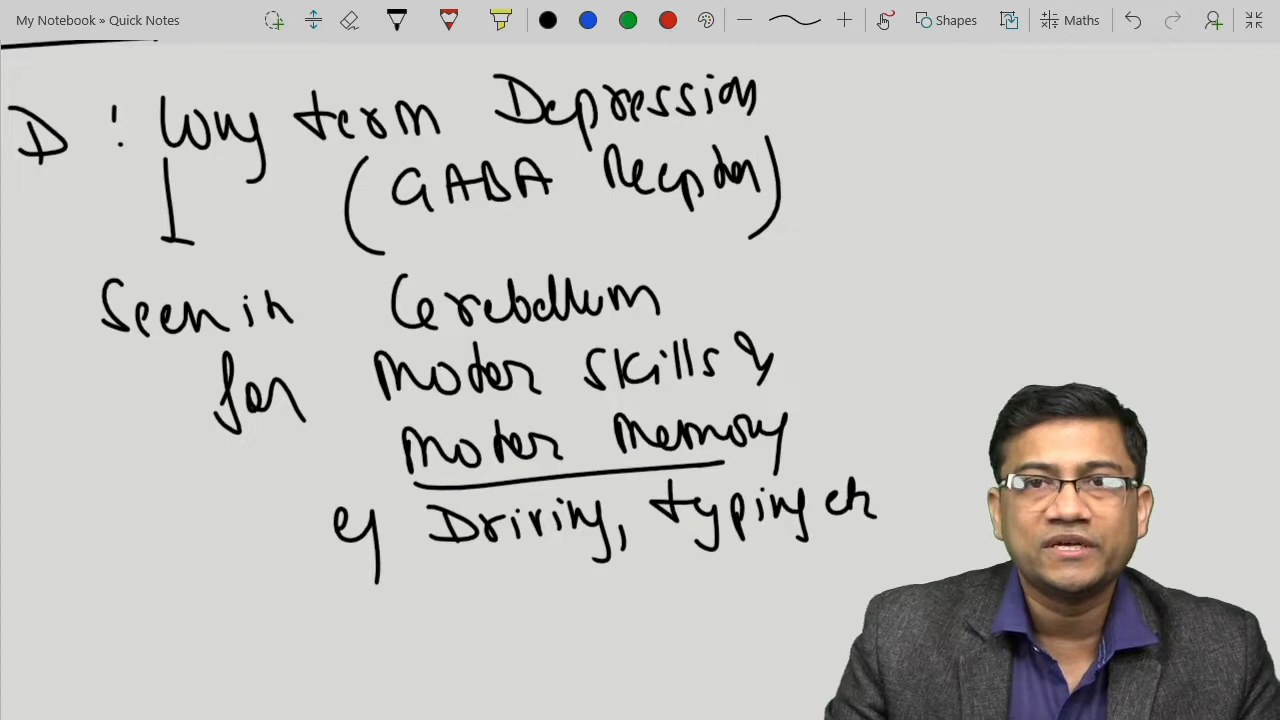 My Notebook » Quick Notes Shapes Maths
D : Long term Depression
(GABA Receptor)
Seen in Cerebellum
for Motor Skills &
Motor Memory
eg Driving, typing etc